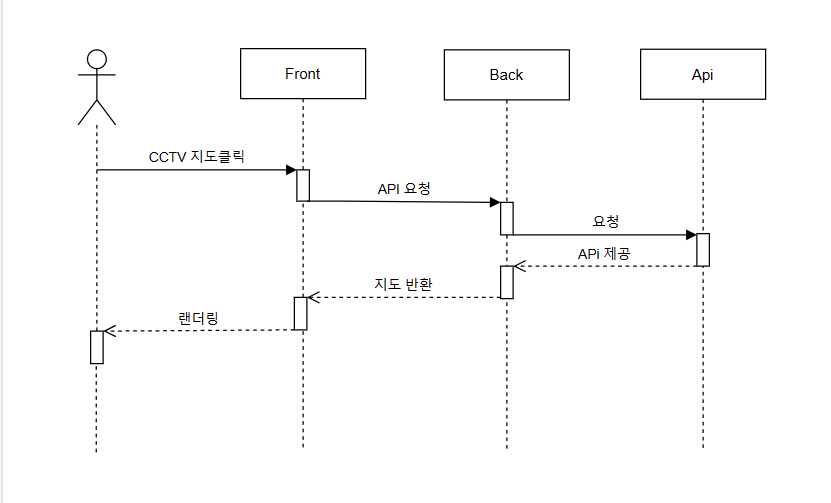 Front
Back
Api
CCTV 지도클릭
API 요청
요청
APi 제공
지도 반환
랜더링